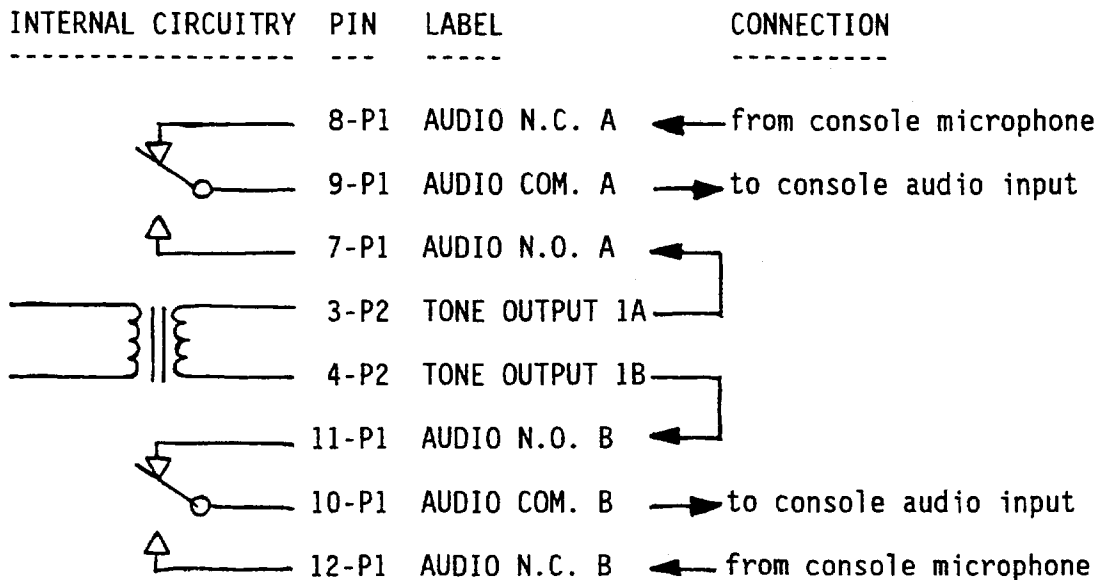 INTERNAL CIRCUITRY PIN LABEL CONNECTION
8-P1 AUDIO N.C. A from console microphone
9-P1 AUDIO COM. A to console audio input
7-P1 AUDIO N.O. A
3-P2 TONE OUTPUT 1A
4-P2 TONE OUTPUT 1B
11-P1 AUDIO N.O. B
10-P1 AUDIO COM. B to console audio input
12-P1 AUDIO N.C. B from console microphone